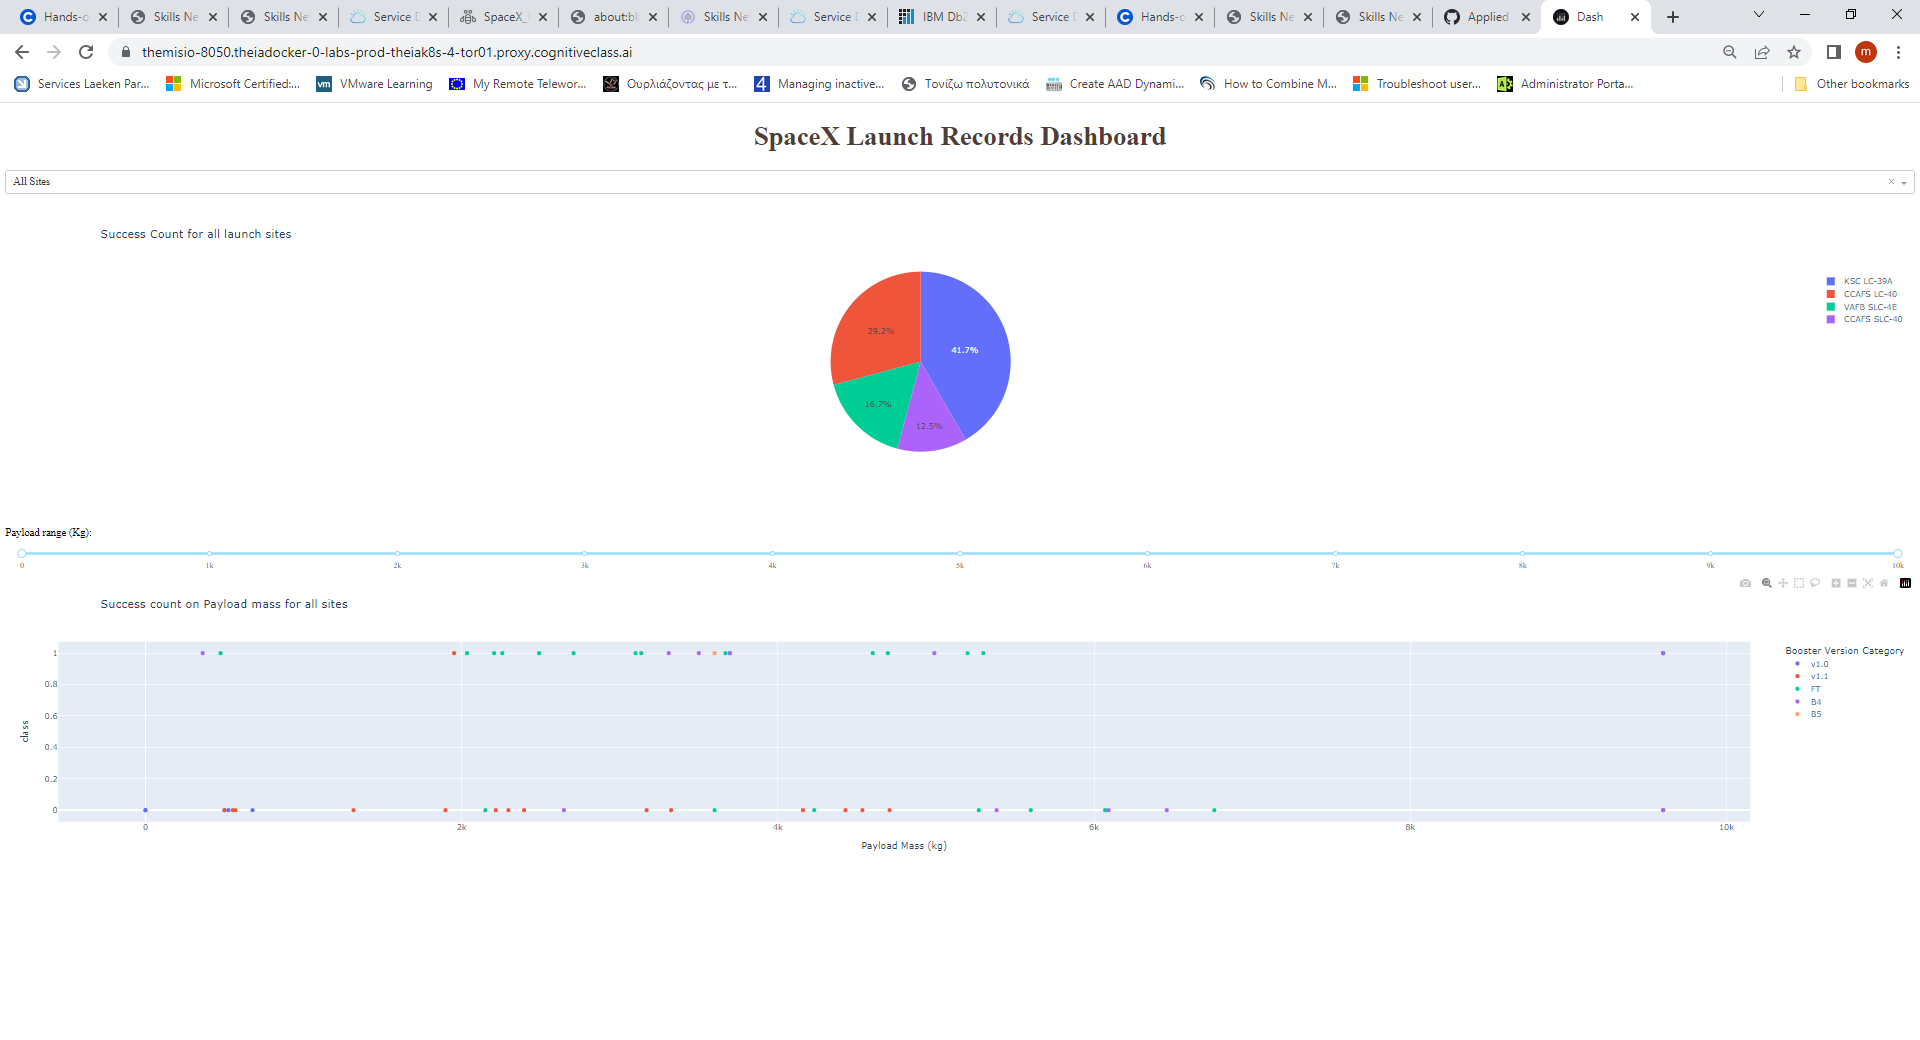 Hands-o Skills Ne Skills Ne Service D SpaceX_ about:bl Skills Ne Service D IBM Db2 Service D Hands-o Skills Ne Skills Ne Applied Dash
themisio-8050.theiadocker-0-labs-prod-theiak8s-4-tor01.proxy.cognitiveclass.ai m
Services Laeken Par... Microsoft Certified:... vm VMware Learning My Remote Telewor... Ουρλιάζοντας με τ... 4 Managing inactive... Τονίζω πολυτονικά Create AAD Dynami... How to Combine M... Troubleshoot user... Administrator Porta... Other bookmarks
SpaceX Launch Records Dashboard
All Sites
Success Count for all launch sites
KSC LC-39A
CCAFS LC-40
VAFB SLC-4E
CCAFS SLC-40
29.2%
41.7%
16.7%
12.5%
Payload range (Kg):
0 1k 2k 3k 4k 5k 6k 7k 8k 9k 10k
Success count on Payload mass for all sites
Booster Version Category
v1.0
v1.1
FT
B4
B5
class
1
0.8
0.6
0.4
0.2
0
0 2k 4k 6k 8k 10k
Payload Mass (kg)